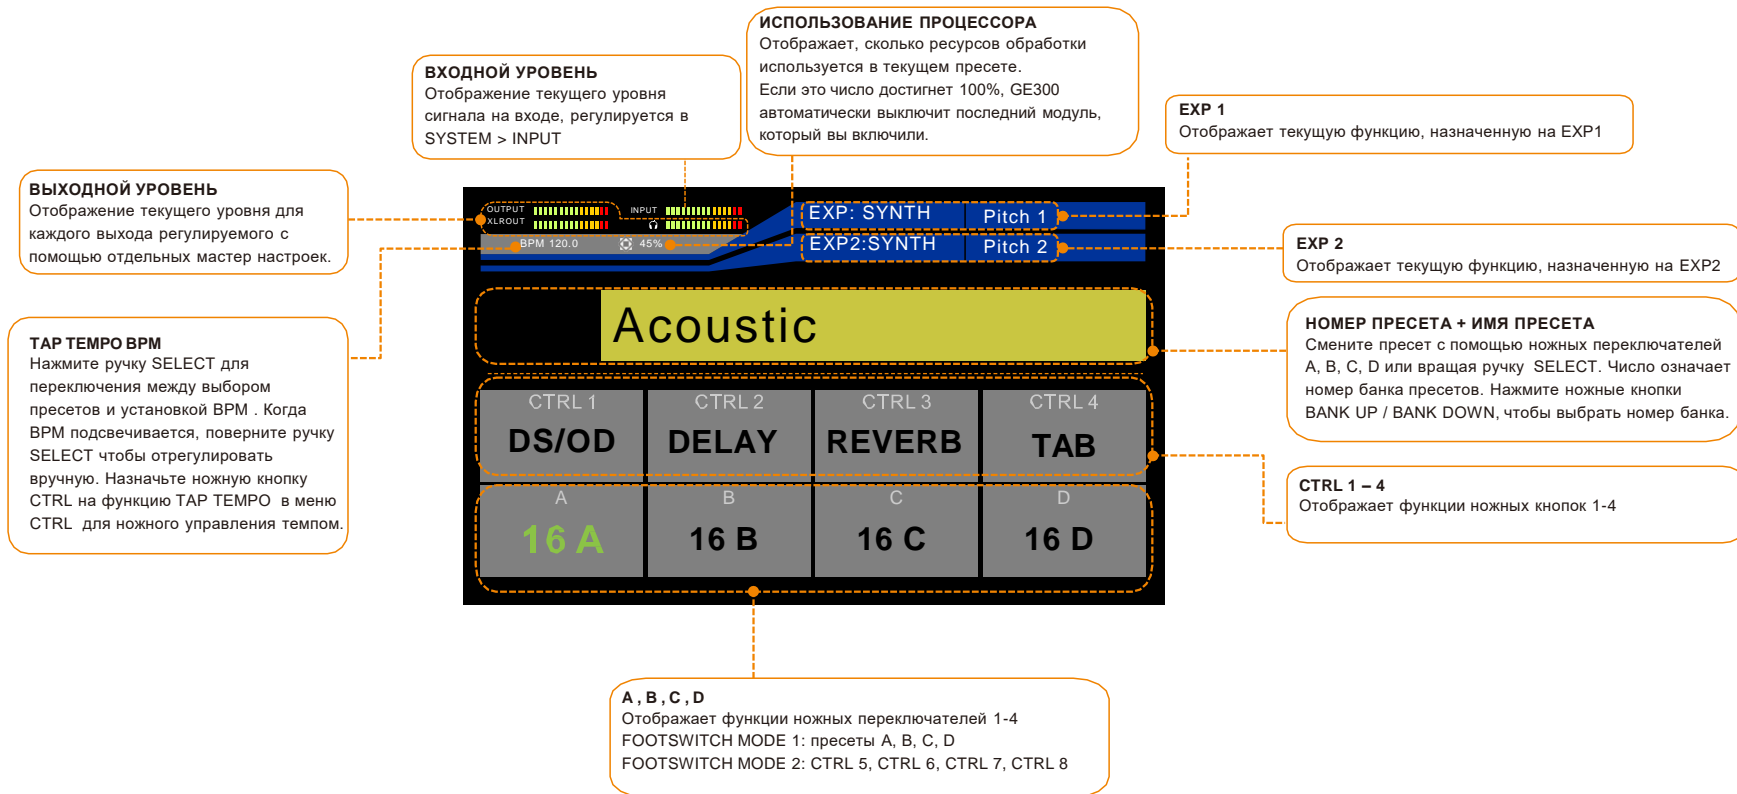 ИСПОЛЬЗОВАНИЕ ПРОЦЕССОРА
Отображает, сколько ресурсов обработки
используется в текущем пресете.
Если это число достигнет 100%, GE300
автоматически выключит последний модуль,
который вы включили.
ВХОДНОЙ УРОВЕНЬ
Отображение текущего уровня
сигнала на входе, регулируется в
SYSTEM > INPUT
EXP 1
Отображает текущую функцию, назначенную на EXP1
ВЫХОДНОЙ УРОВЕНЬ
Отображение текущего уровня для
каждого выхода регулируемого с
помощью отдельных мастер настроек.
EXP 2
Отображает текущую функцию, назначенную на EXP2
TAP TEMPO BPM
Нажмите ручку SELECT для
переключения между выбором
пресетов и установкой BPM . Когда
BPM подсвечивается, поверните ручку
SELECT чтобы отрегулировать
вручную. Назначьте ножную кнопку
CTRL на функцию TAP TEMPO в меню
CTRL для ножного управления темпом.
НОМЕР ПРЕСЕТА + ИМЯ ПРЕСЕТА
Смените пресет с помощью ножных переключателей
A, B, C, D или вращая ручку SELECT. Число означает
номер банка пресетов. Нажмите ножные кнопки
BANK UP / BANK DOWN, чтобы выбрать номер банка.
CTRL 1 – 4
Отображает функции ножных кнопок 1-4
OUTPUT
XLROUT
INPUT
BPM 120.0
45%
EXP: SYNTH Pitch 1
EXP2:SYNTH Pitch 2
Acoustic
CTRL 1 CTRL 2 CTRL 3 CTRL 4
DS/OD DELAY REVERB TAB
A B C D
16 A 16 B 16 C 16 D
A , B , C , D
Отображает функции ножных переключателей 1-4
FOOTSWITCH MODE 1: пресеты A, B, C, D
FOOTSWITCH MODE 2: CTRL 5, CTRL 6, CTRL 7, CTRL 8